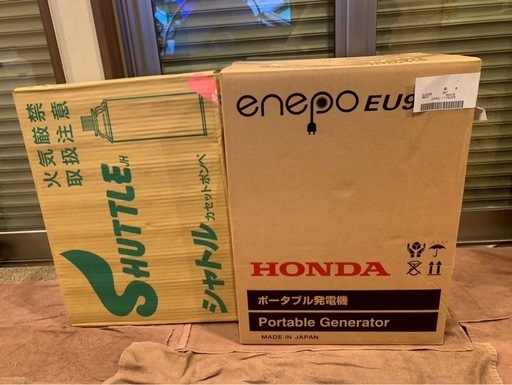 火気厳禁
取扱注意
SHUTTLE JH
シャトル カセットボンベ
enepo EU9
HONDA
ポータブル発電機
Portable Generator
MADE IN JAPAN